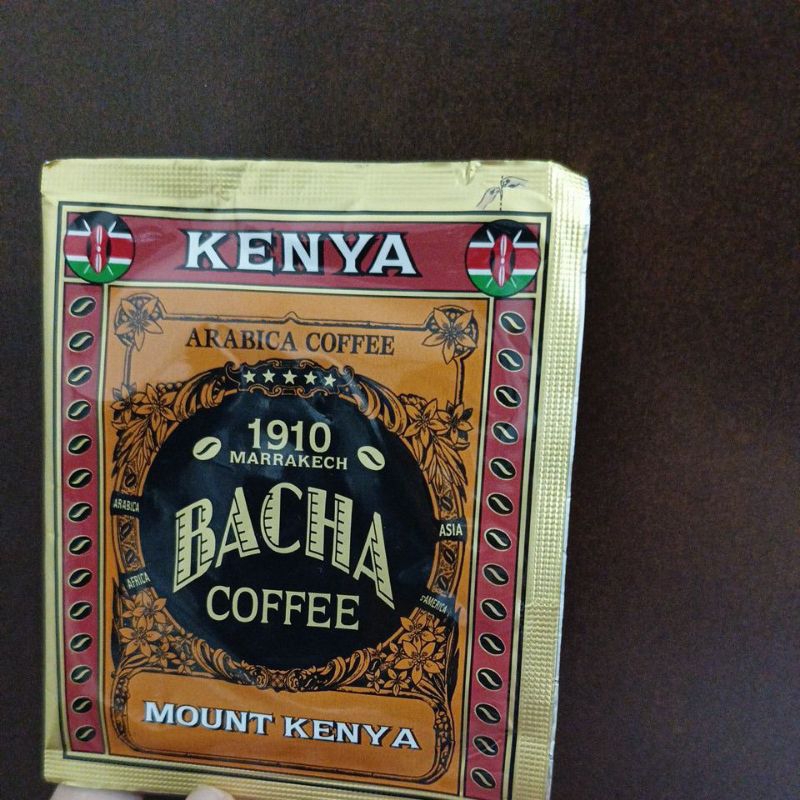 KENYA
ARABICA COFFEE
1910
MARRAKECH
BACHA
COFFEE
ARABICA
ASIA
AFRICA
S'AMERICA
MOUNT KENYA